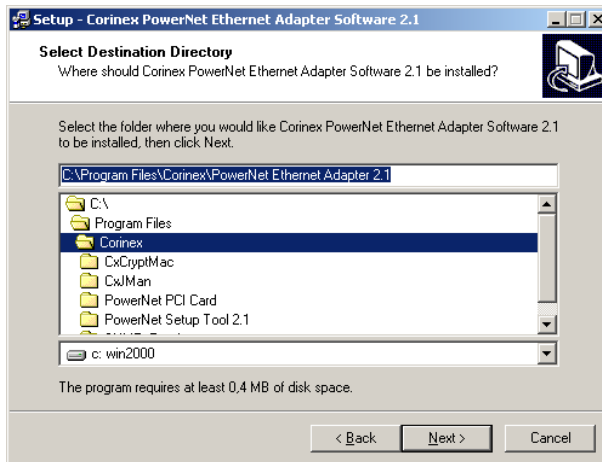 Setup - Corinex PowerNet Ethernet Adapter Software 2.1
Select Destination Directory
Where should Corinex PowerNet Ethernet Adapter Software 2.1 be installed?
Select the folder where you would like Corinex PowerNet Ethernet Adapter Software 2.1
to be installed, then click Next.
C:\Program Files\Corinex\PowerNet Ethernet Adapter 2.1
C:\
Program Files
Corinex
CxCryptMac
CxJMan
PowerNet PCI Card
PowerNet Setup Tool 2.1
c: win2000
The program requires at least 0,4 MB of disk space.
< Back Next > Cancel